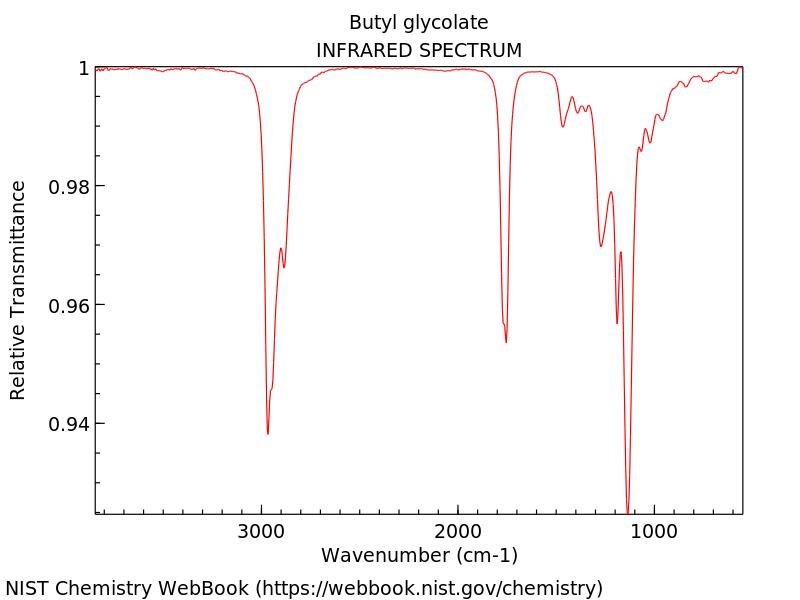 Butyl glycolate
INFRARED SPECTRUM
1
0.98
0.96
0.94
Relative Transmittance
3000 2000 1000
Wavenumber (cm-1)
NIST Chemistry WebBook (https://webbook.nist.gov/chemistry)